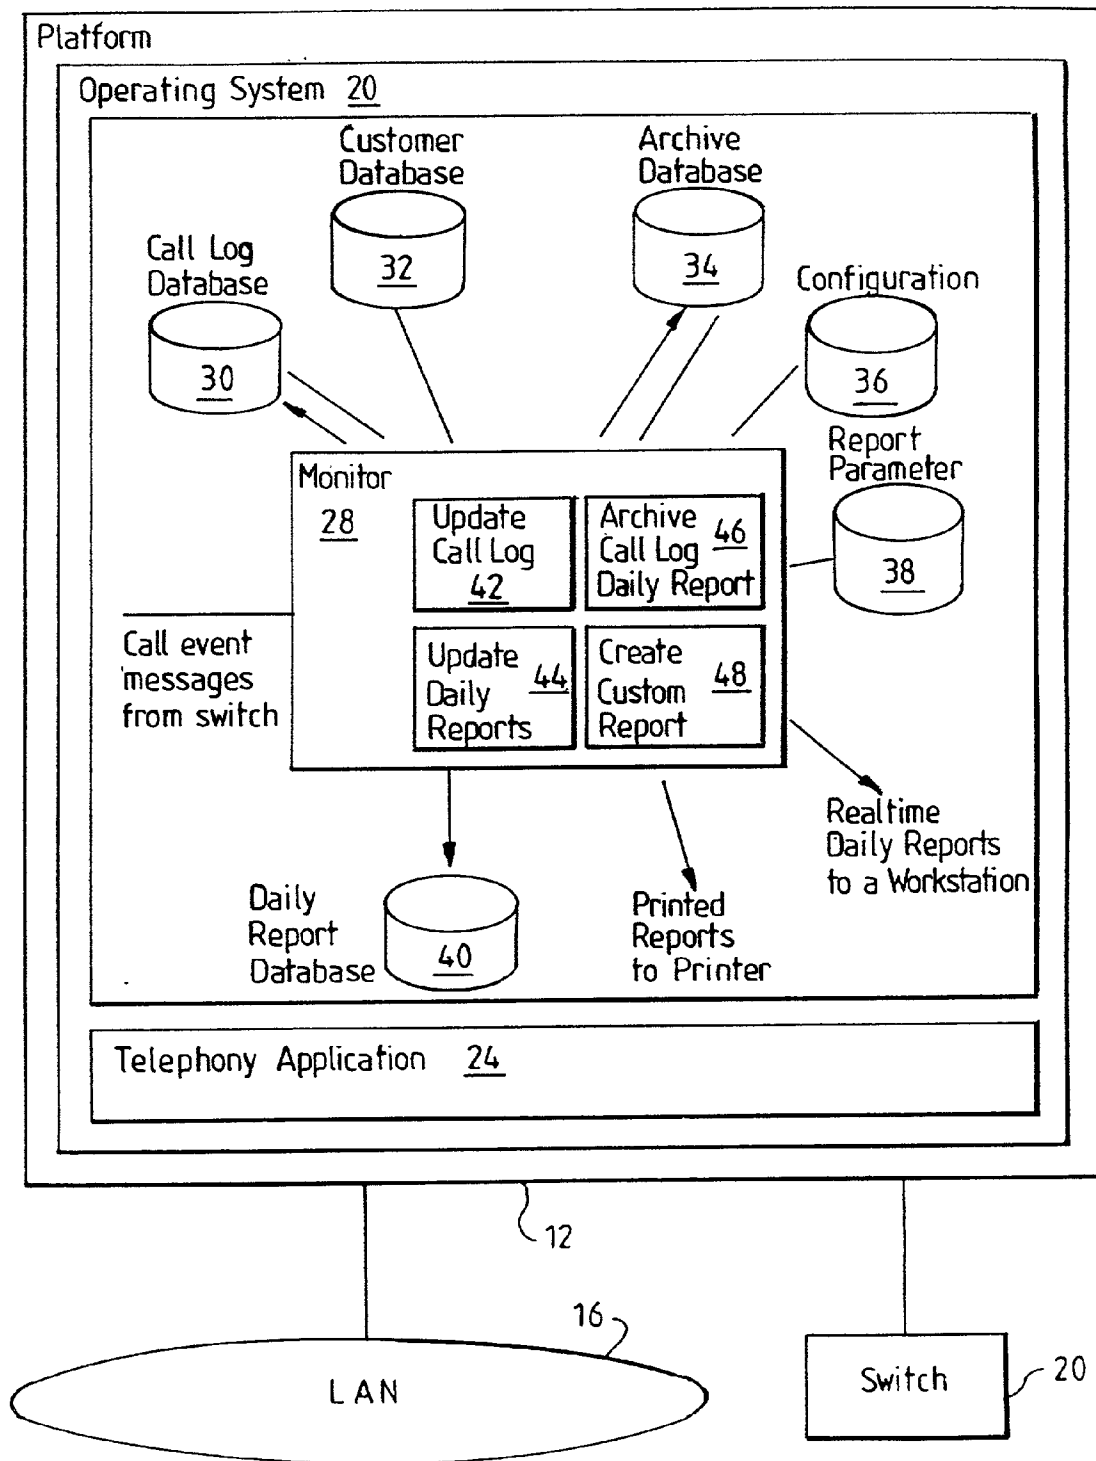 Platform
Operating System 20
Customer
Database
32
Archive
Database
34
Call Log
Database
30
Configuration
36
Report
Parameter
38
Monitor
28
Update
Call Log
42
Archive
Call Log 46
Daily Report
Update
Daily 44
Reports
Create
Custom 48
Report
Call event
messages
from switch
Realtime
Daily Reports
to a Workstation
Daily
Report
Database
40
Printed
Reports
to Printer
Telephony Application 24
12
16
LAN
Switch
20